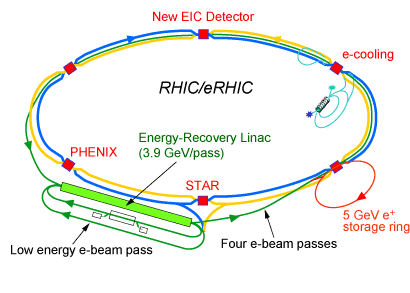 New EIC Detector
e-cooling
RHIC/eRHIC
Energy-Recovery Linac
(3.9 GeV/pass)
PHENIX
STAR
5 GeV e⁺
storage ring
Four e-beam passes
Low energy e-beam pass